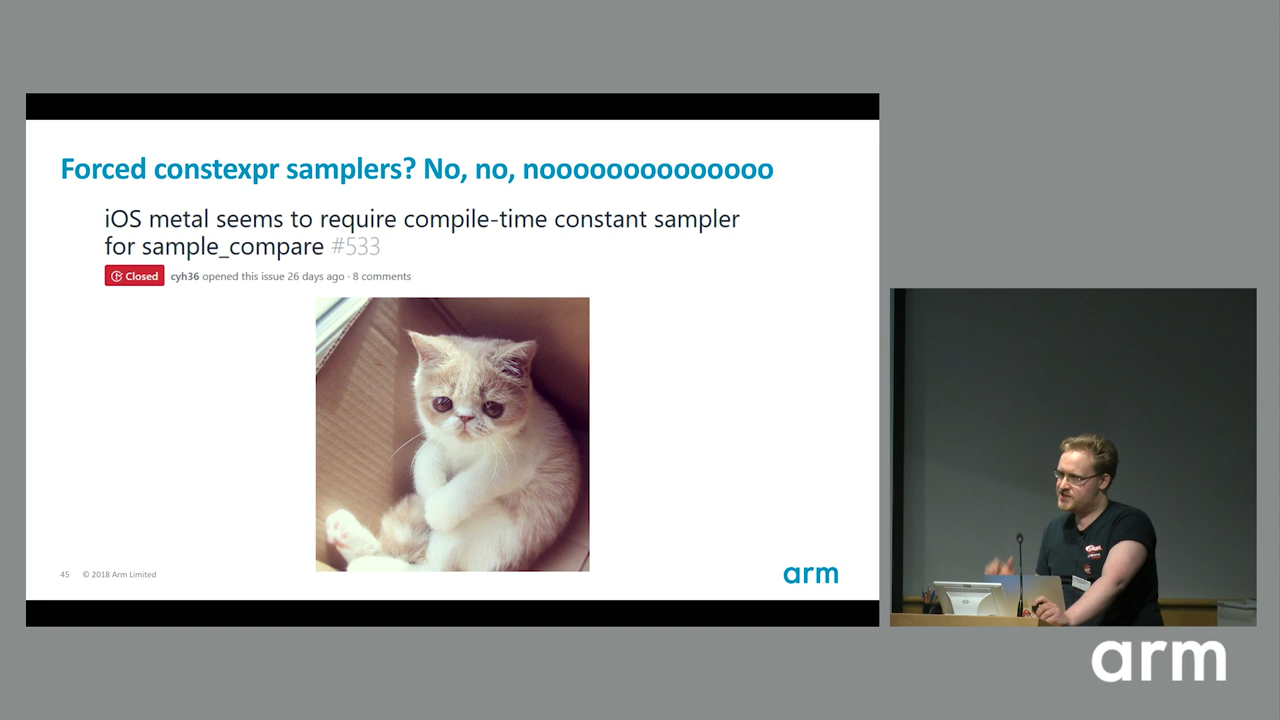 Forced constexpr samplers? No, no, noooooooooooooo
iOS metal seems to require compile-time constant sampler
for sample_compare #533
Closed cyh36 opened this issue 26 days ago · 8 comments
45 © 2018 Arm Limited
arm
arm